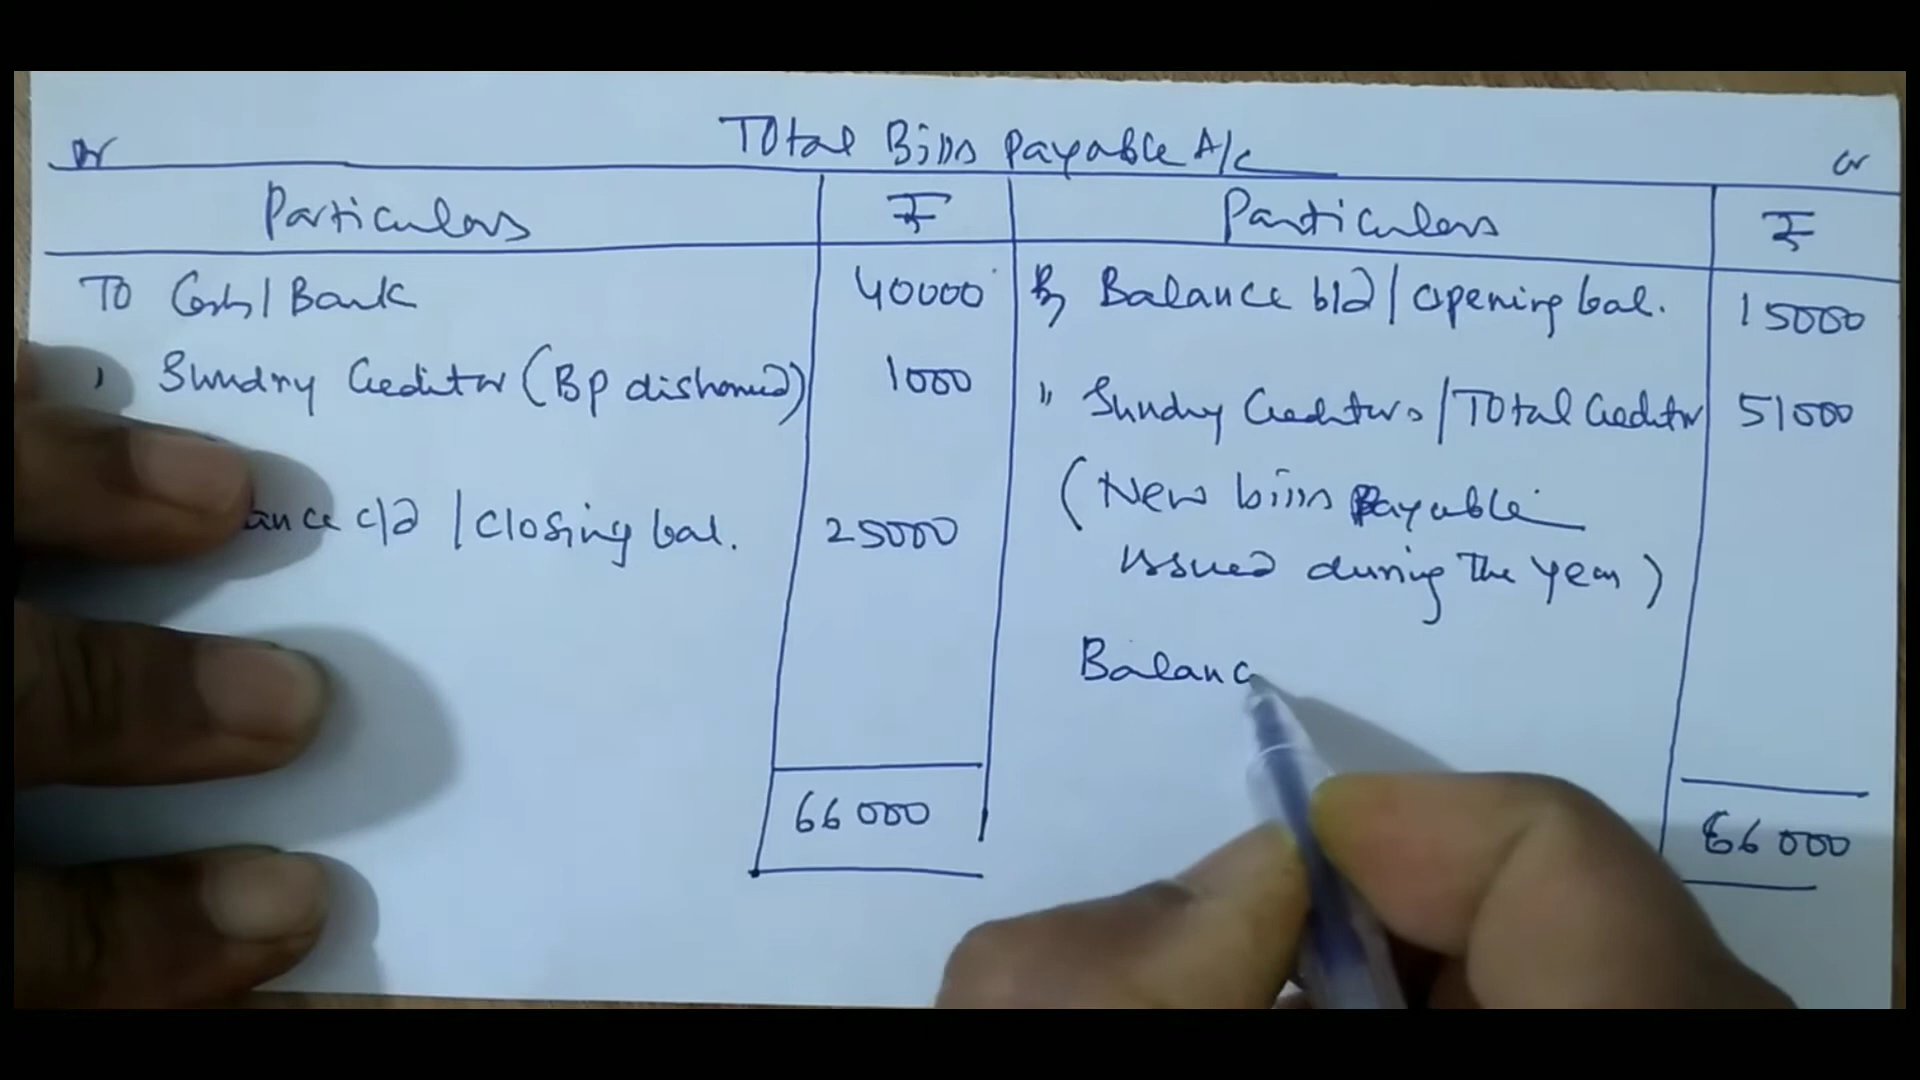 Dr Total Bills Payable A/c Cr
Particulars ₹ Particulars ₹
To Cash/Bank 40000 By Balance b/d/opening bal. 15000
" Sundry Creditor (BP dishonored) 1000 " Sundry Creditors/Total Creditor 51000
(New bills Payable
ance c/d/closing bal. 25000
issued during the year)
Balanc
66000 66000